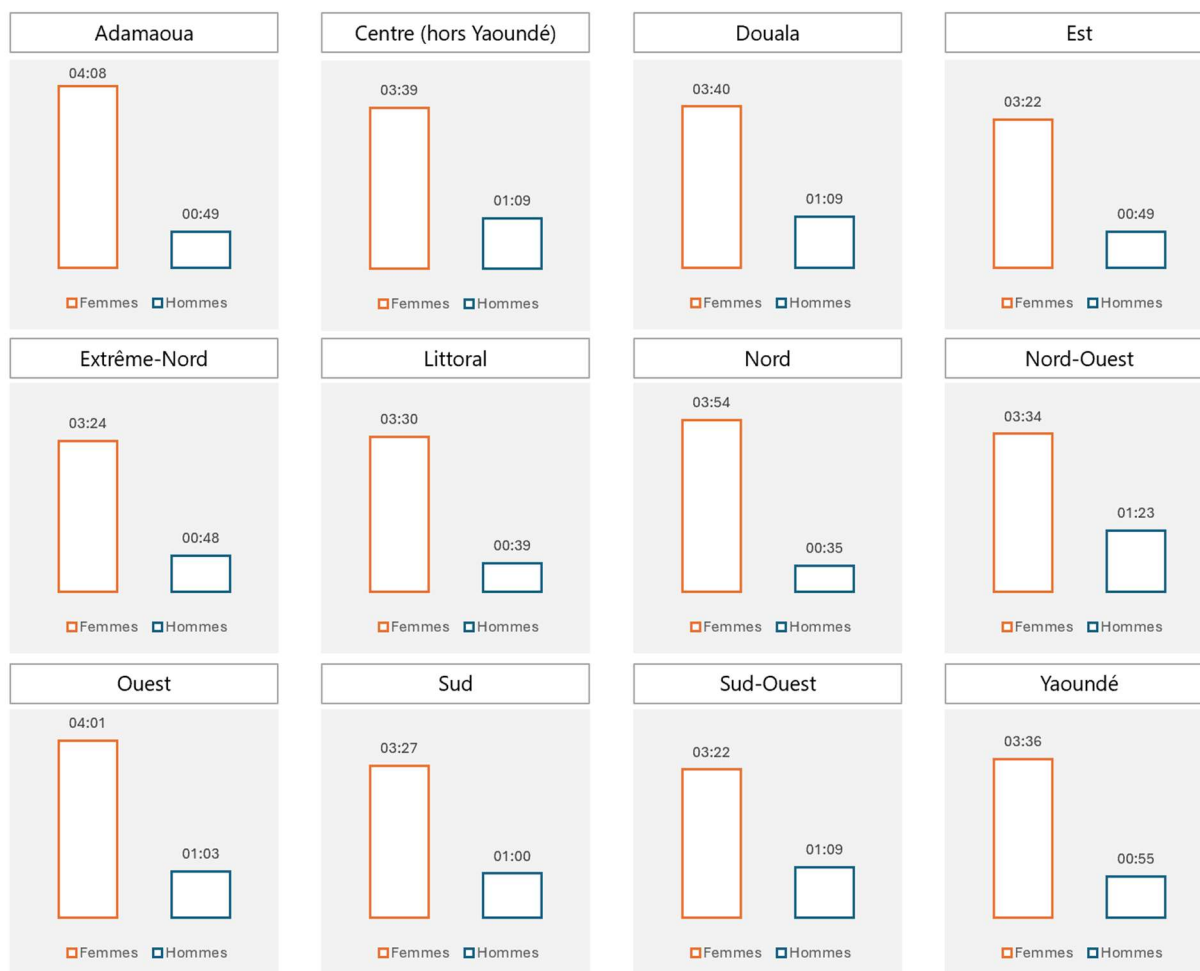 Adamaoua
04:08
00:49
Femmes Hommes
Centre (hors Yaoundé)
03:39
01:09
Femmes Hommes
Douala
03:40
01:09
Femmes Hommes
Est
03:22
00:49
Femmes Hommes
Extrême-Nord
03:24
00:48
Femmes Hommes
Littoral
03:30
00:39
Femmes Hommes
Nord
03:54
00:35
Femmes Hommes
Nord-Ouest
03:34
01:23
Femmes Hommes
Ouest
04:01
01:03
Femmes Hommes
Sud
03:27
01:00
Femmes Hommes
Sud-Ouest
03:22
01:09
Femmes Hommes
Yaoundé
03:36
00:55
Femmes Hommes